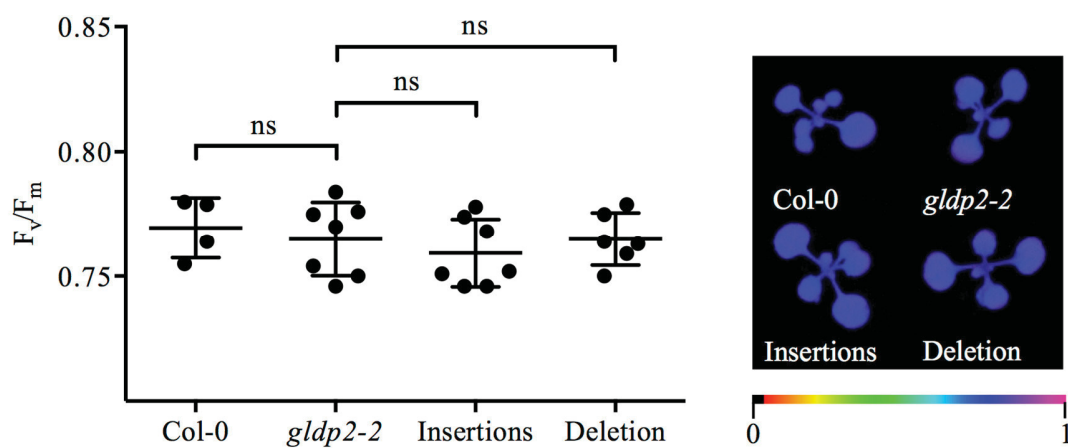 0.85
0.80
0.75
Fv/Fm
ns
ns
ns
Col-0
gldp2-2
Insertions
Deletion
Col-0
gldp2-2
Insertions
Deletion
0
1